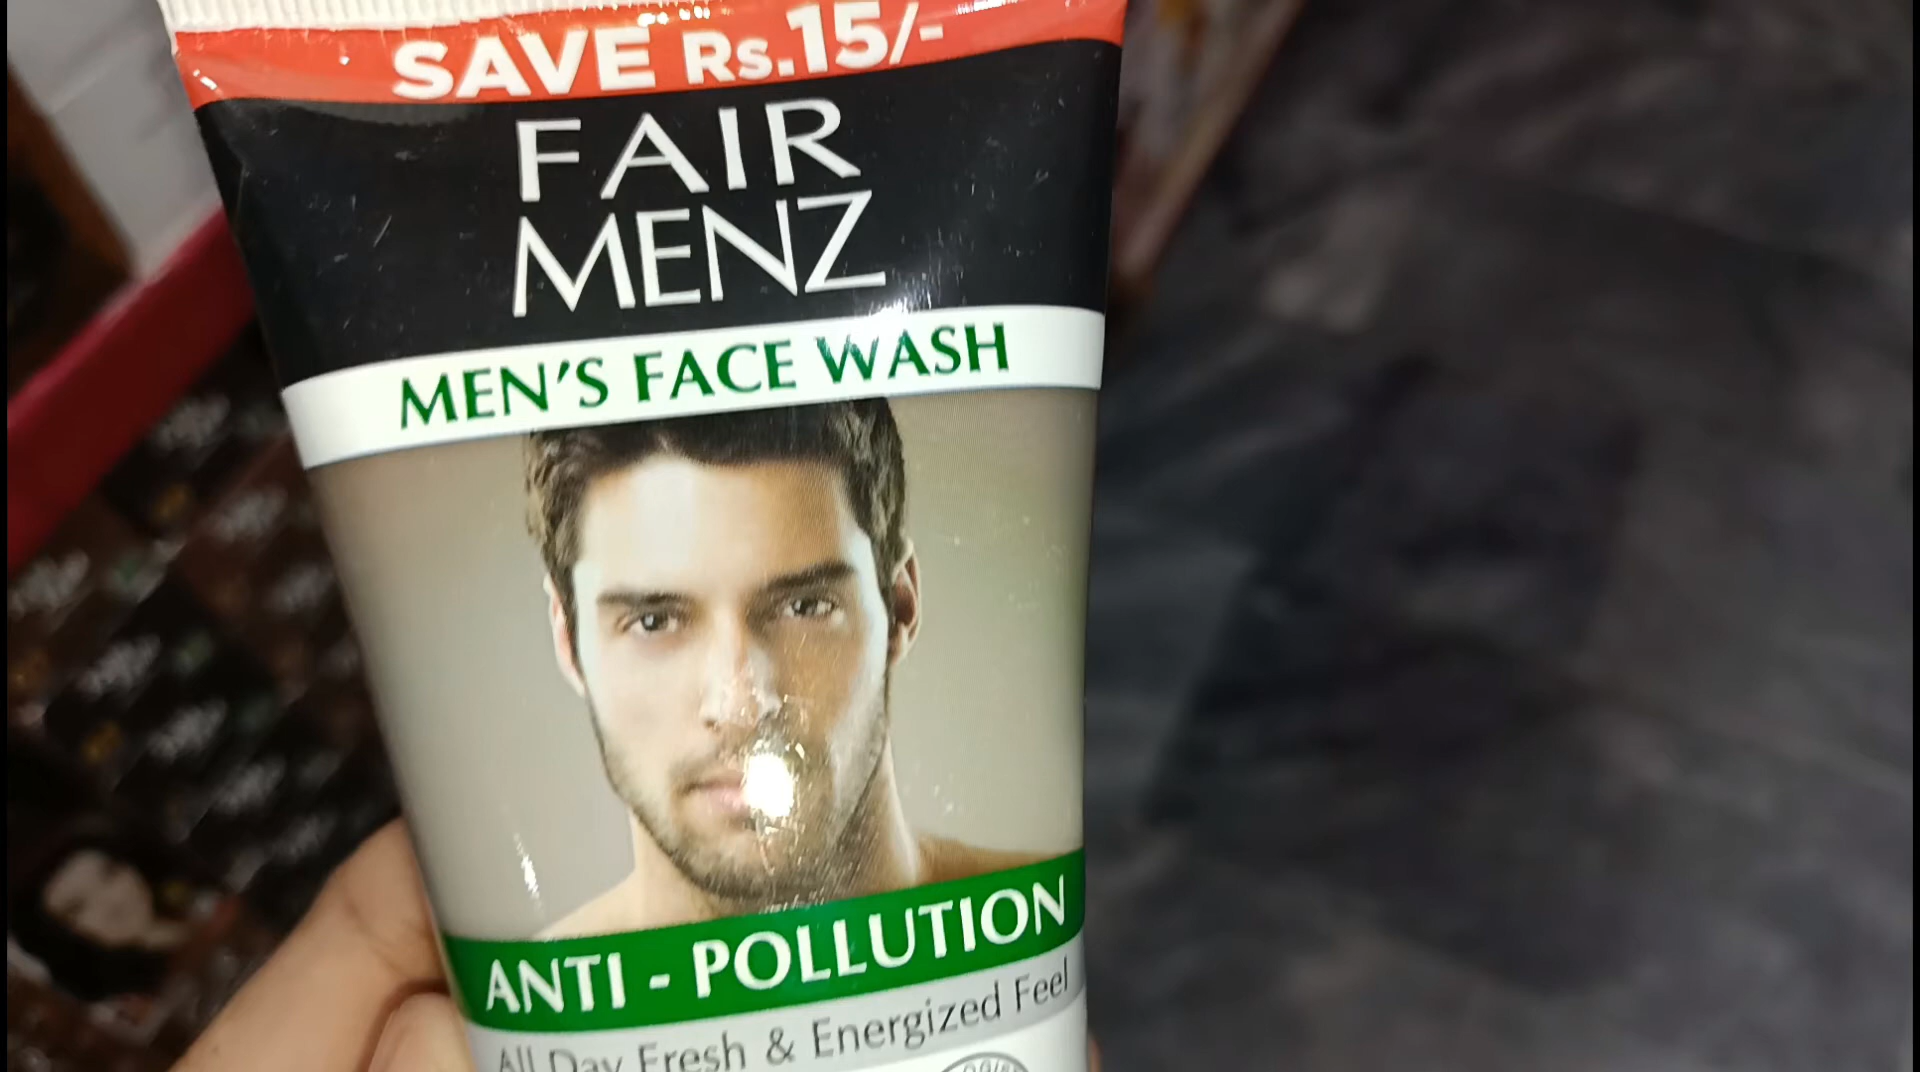 SAVE Rs.15/-
FAIR
MENZ
MEN'S FACE WASH
ANTI - POLLUTION
All Day Fresh & Energized Feel